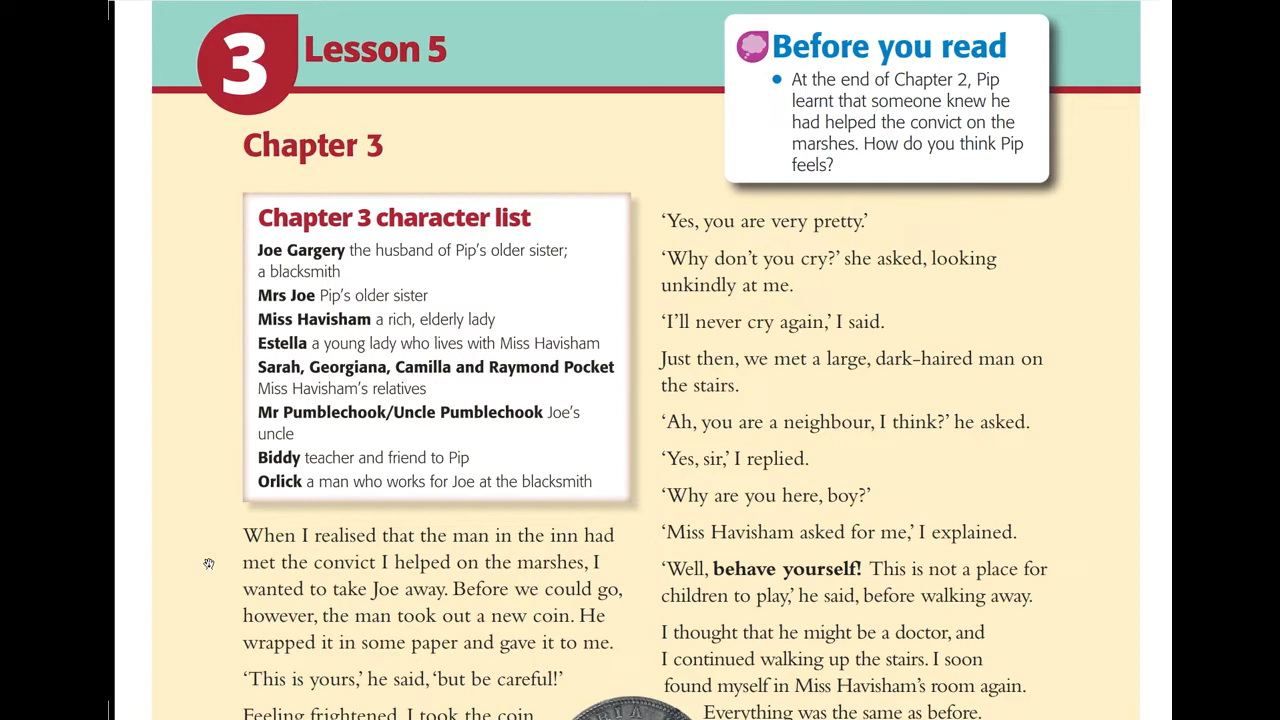 3
Lesson 5
Before you read
• At the end of Chapter 2, Pip
learnt that someone knew he
had helped the convict on the
marshes. How do you think Pip
feels?
Chapter 3
Chapter 3 character list
Joe Gargery the husband of Pip's older sister;
a blacksmith
Mrs Joe Pip's older sister
Miss Havisham a rich, elderly lady
Estella a young lady who lives with Miss Havisham
Sarah, Georgiana, Camilla and Raymond Pocket
Miss Havisham's relatives
Mr Pumblechook/Uncle Pumblechook Joe's
uncle
Biddy teacher and friend to Pip
Orlick a man who works for Joe at the blacksmith
When I realised that the man in the inn had
met the convict I helped on the marshes, I
wanted to take Joe away. Before we could go,
however, the man took out a new coin. He
wrapped it in some paper and gave it to me.
‘This is yours,’ he said, ‘but be careful!’
Feeling frightened, I took the coin
‘Yes, you are very pretty.’
‘Why don’t you cry?’ she asked, looking
unkindly at me.
‘I’ll never cry again,’ I said.
Just then, we met a large, dark-haired man on
the stairs.
‘Ah, you are a neighbour, I think?’ he asked.
‘Yes, sir,’ I replied.
‘Why are you here, boy?’
‘Miss Havisham asked for me,’ I explained.
‘Well, behave yourself! This is not a place for
children to play,’ he said, before walking away.
I thought that he might be a doctor, and
I continued walking up the stairs. I soon
found myself in Miss Havisham’s room again.
Everything was the same as before.